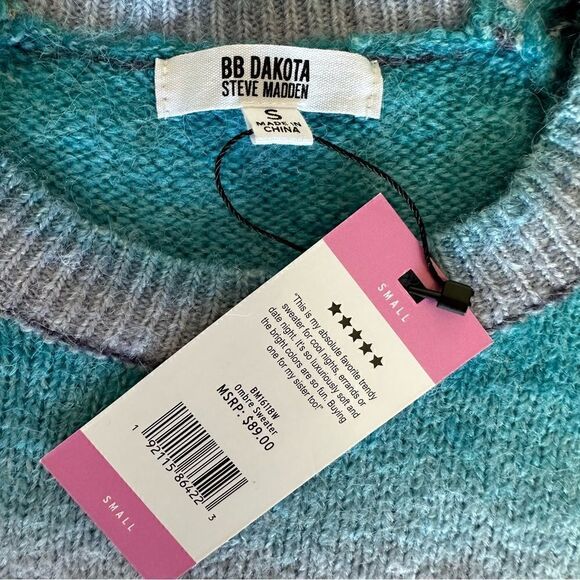 BB DAKOTA
STEVE MADDEN
S
MADE IN
CHINA
SMALL
★★★★★
"This is my absolute favorite trendy
sweater for cool nights, errands or
date night. It's so luxuriously soft and
the bright colors are so fun. Buying
one for my sister too!"
BM1611BW
Ombre Sweater
MSRP: $89.00
1 92115 86422 3
SMALL